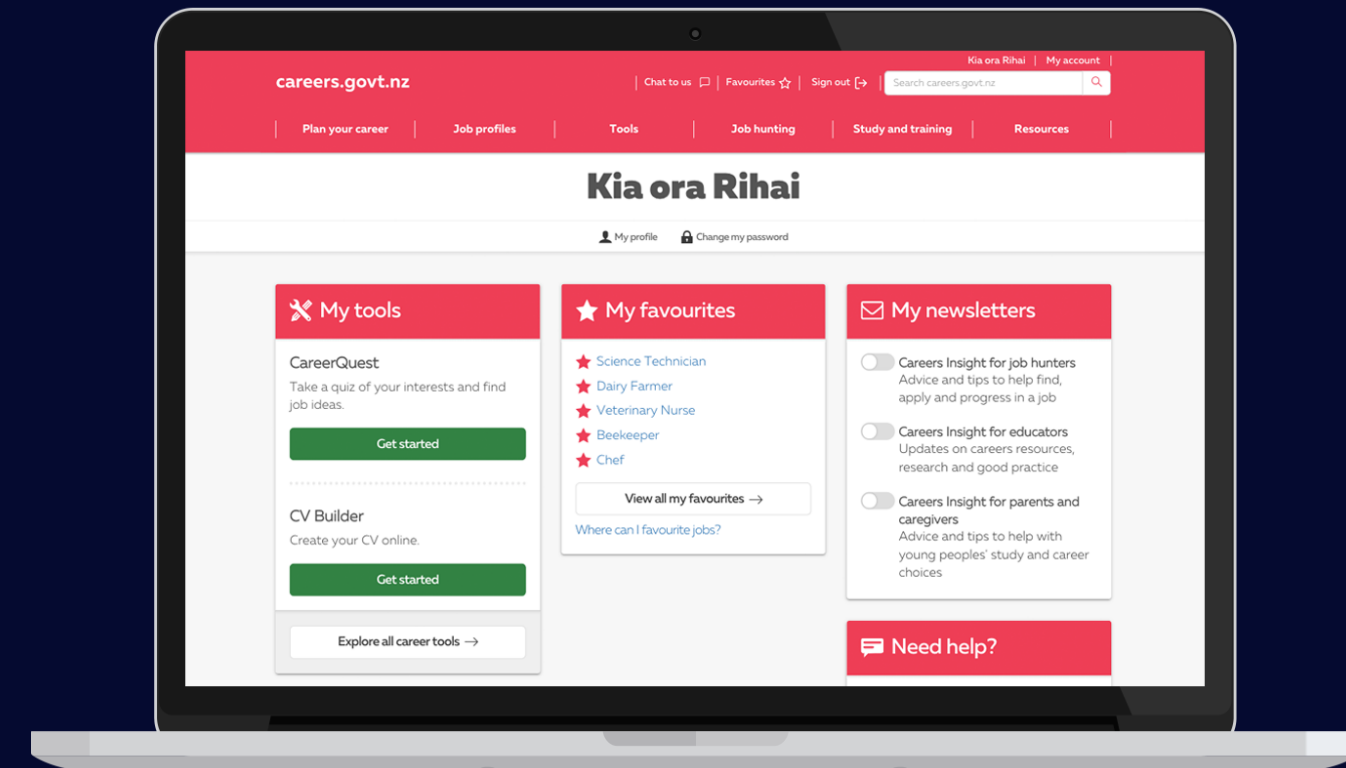 Kia ora Rihai
My account
careers.govt.nz
Chat to us
Favourites
Sign out
Search careers.govt.nz
Plan your career
Job profiles
Tools
Job hunting
Study and training
Resources
Kia ora Rihai
My profile
Change my password
My tools
CareerQuest
Take a quiz of your interests and find
job ideas.
Get started
CV Builder
Create your CV online.
Get started
Explore all career tools →
My favourites
Science Technician
Dairy Farmer
Veterinary Nurse
Beekeeper
Chef
View all my favourites →
Where can I favourite jobs?
My newsletters
Careers Insight for job hunters
Advice and tips to help find,
apply and progress in a job
Careers Insight for educators
Updates on careers resources,
research and good practice
Careers Insight for parents and
caregivers
Advice and tips to help with
young peoples' study and career
choices
Need help?